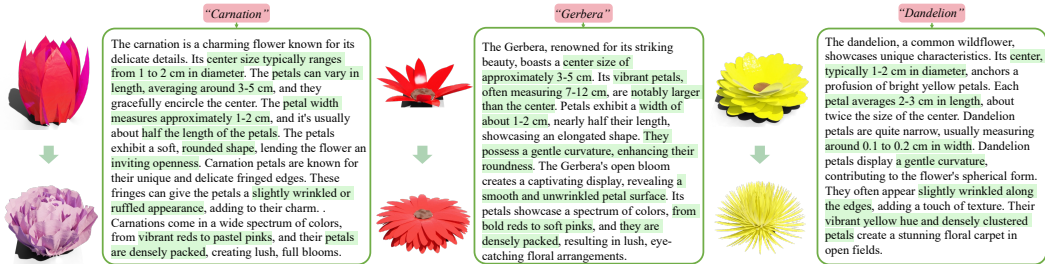 “Carnation”
The carnation is a charming flower known for its
delicate details. Its center size typically ranges
from 1 to 2 cm in diameter. The petals can vary in
length, averaging around 3-5 cm, and they
gracefully encircle the center. The petal width
measures approximately 1-2 cm, and it's usually
about half the length of the petals. The petals
exhibit a soft, rounded shape, lending the flower an
inviting openness. Carnation petals are known for
their unique and delicate fringed edges. These
fringes can give the petals a slightly wrinkled or
ruffled appearance, adding to their charm. .
Carnations come in a wide spectrum of colors,
from vibrant reds to pastel pinks, and their petals
are densely packed, creating lush, full blooms.
“Gerbera”
The Gerbera, renowned for its striking
beauty, boasts a center size of
approximately 3-5 cm. Its vibrant petals,
often measuring 7-12 cm, are notably larger
than the center. Petals exhibit a width of
about 1-2 cm, nearly half their length,
showcasing an elongated shape. They
possess a gentle curvature, enhancing their
roundness. The Gerbera's open bloom
creates a captivating display, revealing a
smooth and unwrinkled petal surface. Its
petals showcase a spectrum of colors, from
bold reds to soft pinks, and they are
densely packed, resulting in lush, eye-
catching floral arrangements.
“Dandelion”
The dandelion, a common wildflower,
showcases unique characteristics. Its center,
typically 1-2 cm in diameter, anchors a
profusion of bright yellow petals. Each
petal averages 2-3 cm in length, about
twice the size of the center. Dandelion
petals are quite narrow, usually measuring
around 0.1 to 0.2 cm in width. Dandelion
petals display a gentle curvature,
contributing to the flower's spherical form.
They often appear slightly wrinkled along
the edges, adding a touch of texture. Their
vibrant yellow hue and densely clustered
petals create a stunning floral carpet in
open fields.